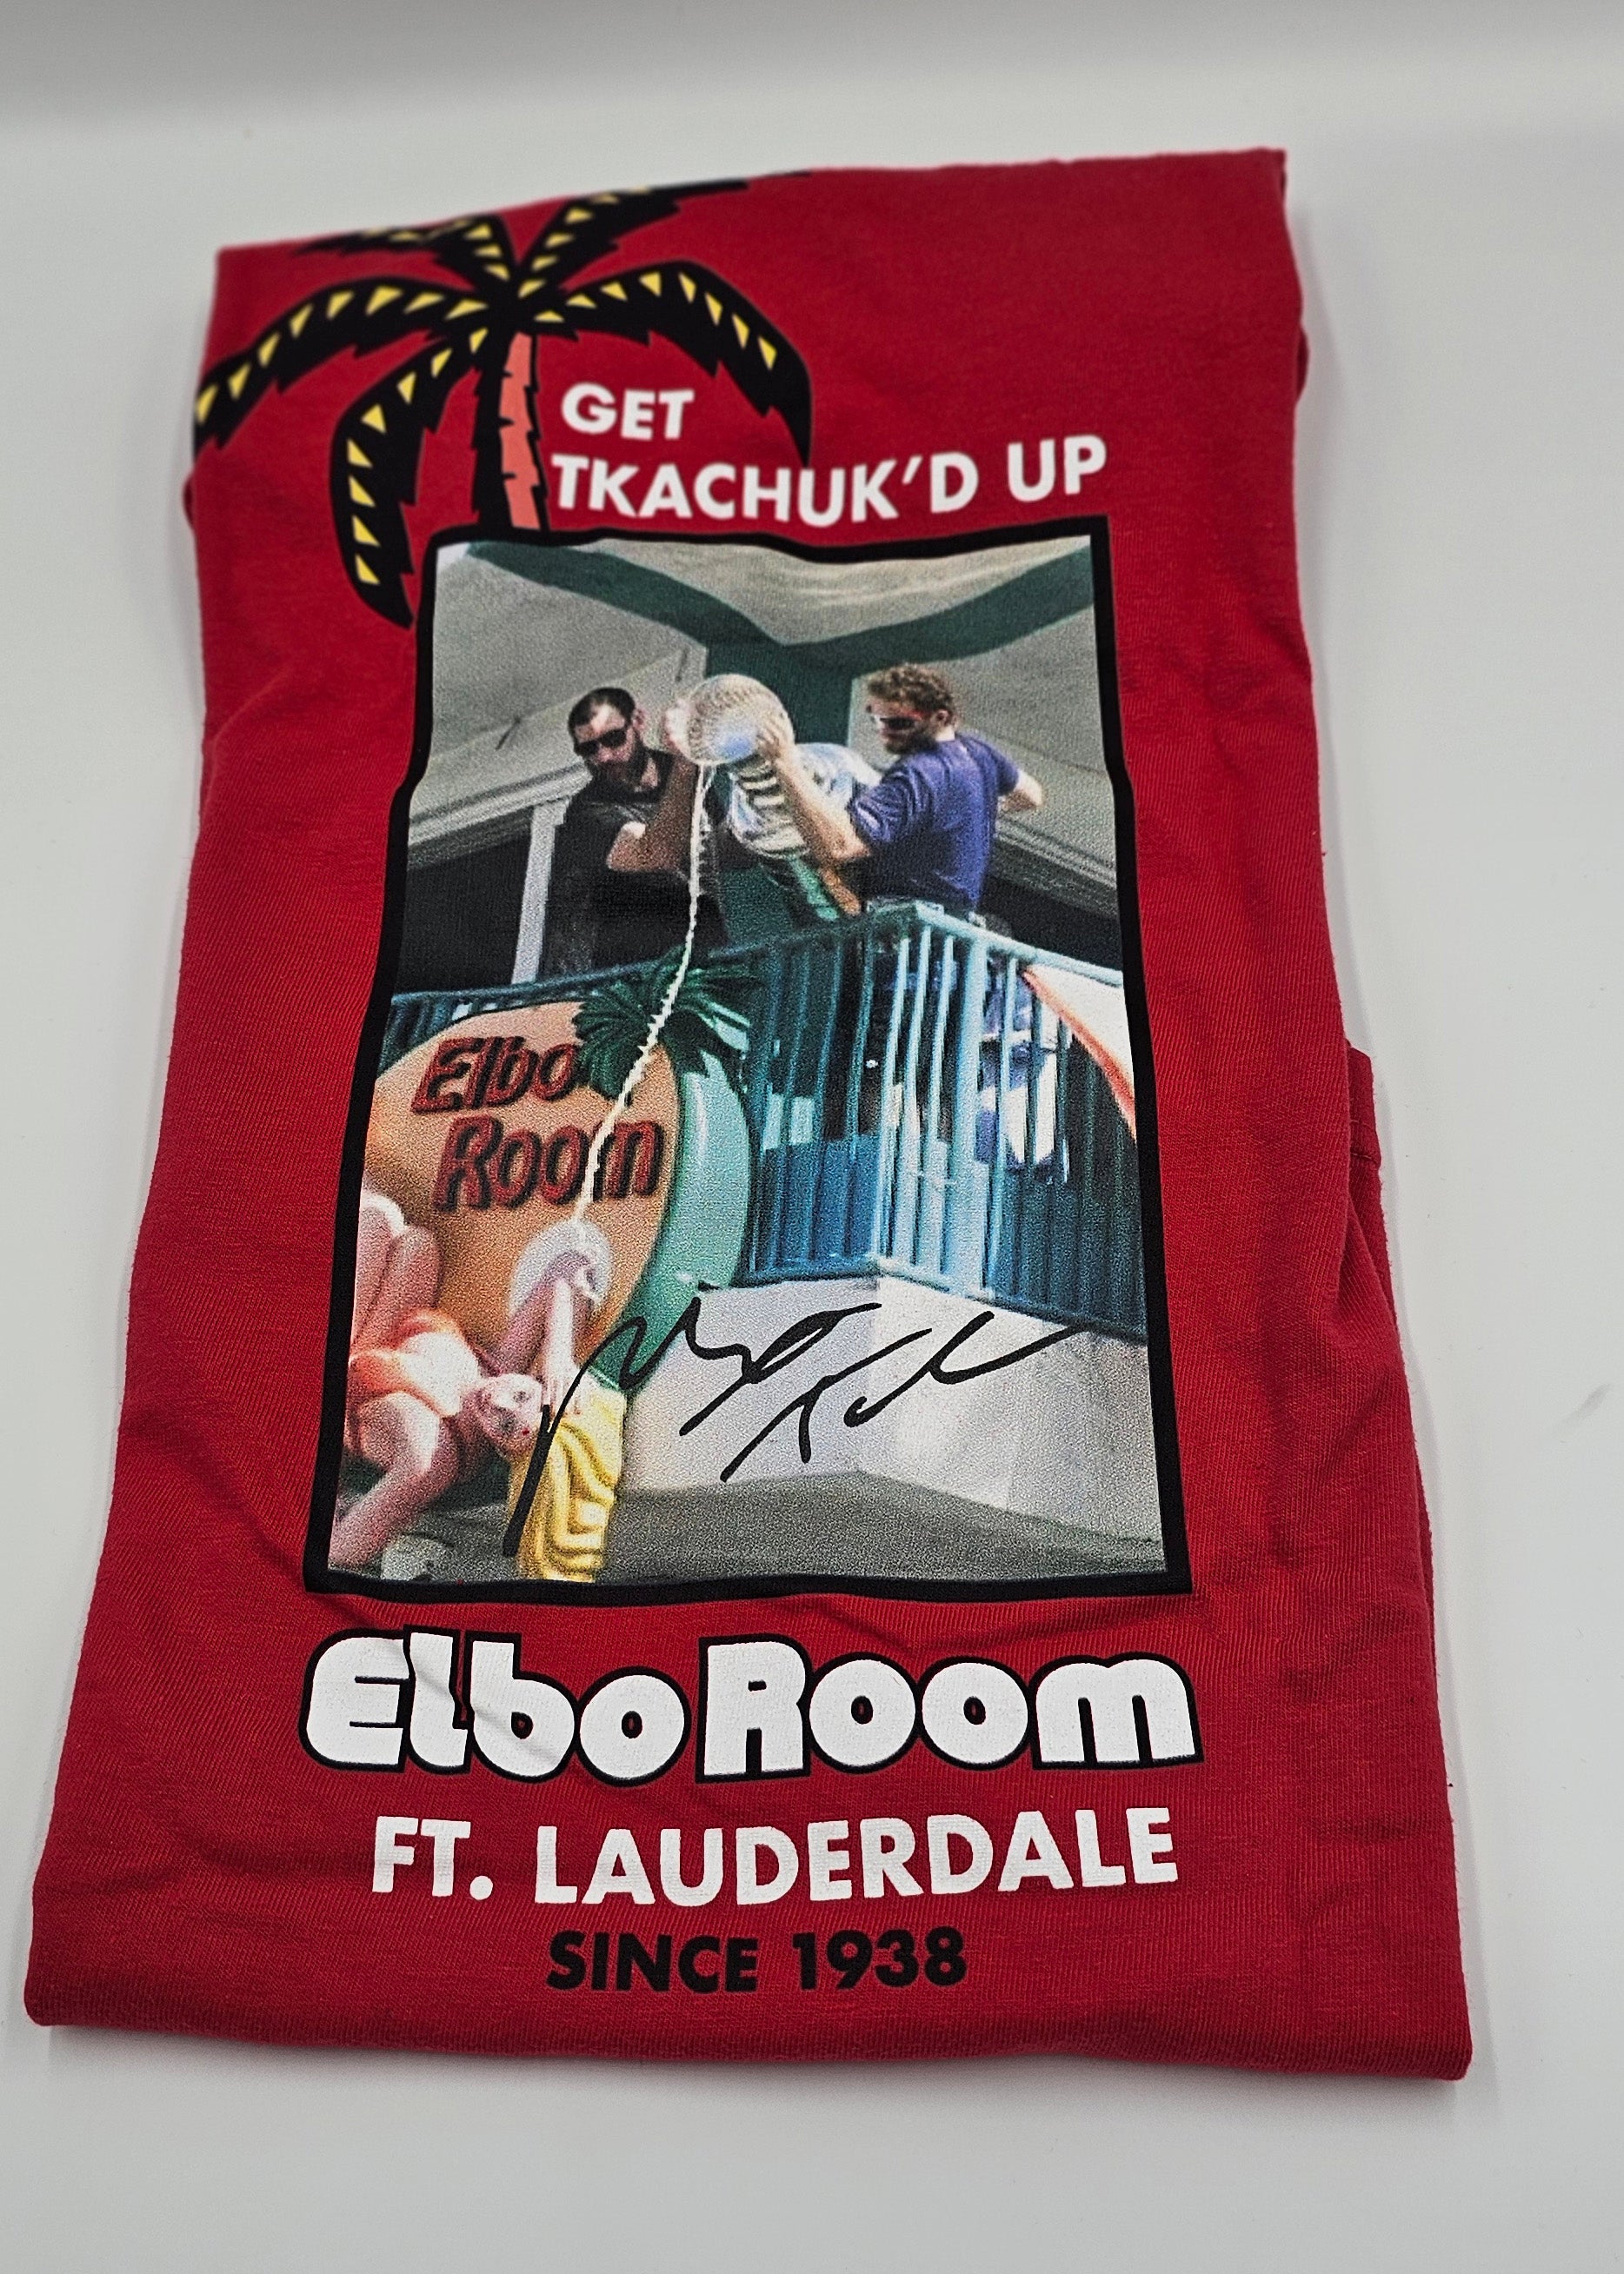 GET
TKACHUK'D UP
Elbo
Room
Elbo Room
FT. LAUDERDALE
SINCE 1938